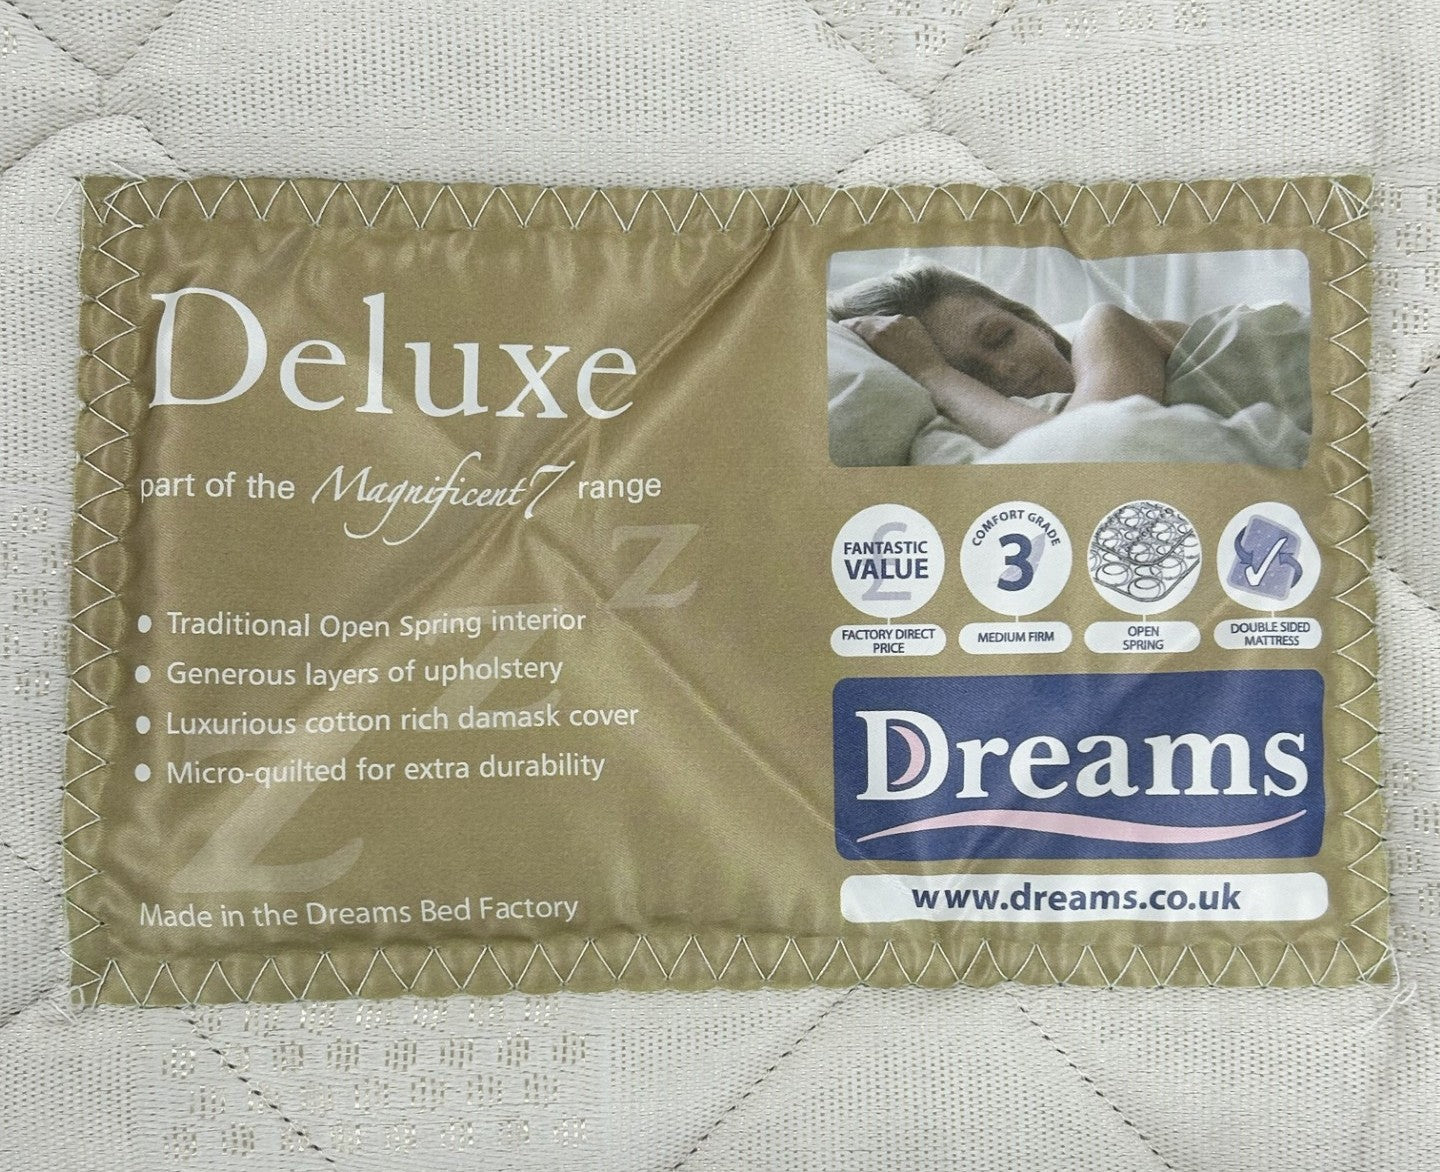 Deluxe
part of the Magnificent 7 range
• Traditional Open Spring interior
• Generous layers of upholstery
• Luxurious cotton rich damask cover
• Micro-quilted for extra durability
z
z
z
Made in the Dreams Bed Factory
£
FANTASTIC
VALUE
FACTORY DIRECT
PRICE
COMFORT GRADE
3
MEDIUM FIRM
OPEN
SPRING
DOUBLE SIDED
MATTRESS
Dreams
www.dreams.co.uk